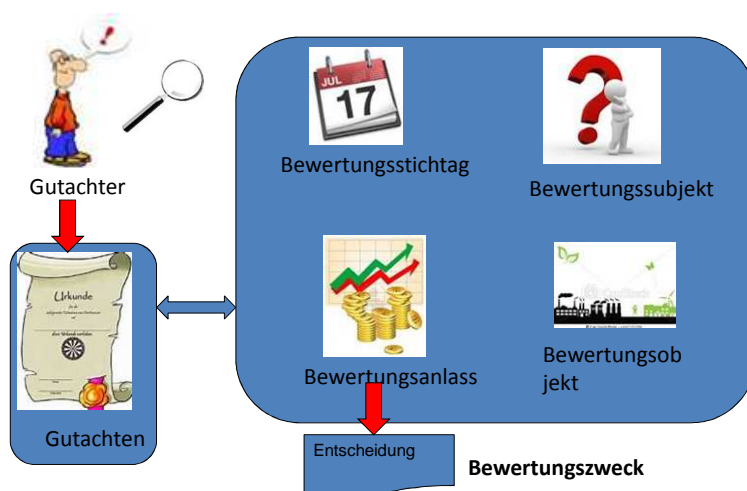 !
JUL
17
?
Bewertungsstichtag
Bewertungssubjekt
Gutachter
Urkunde
Bewertungsanlass
Bewertungsob
jekt
Gutachten
Entscheidung
Bewertungszweck